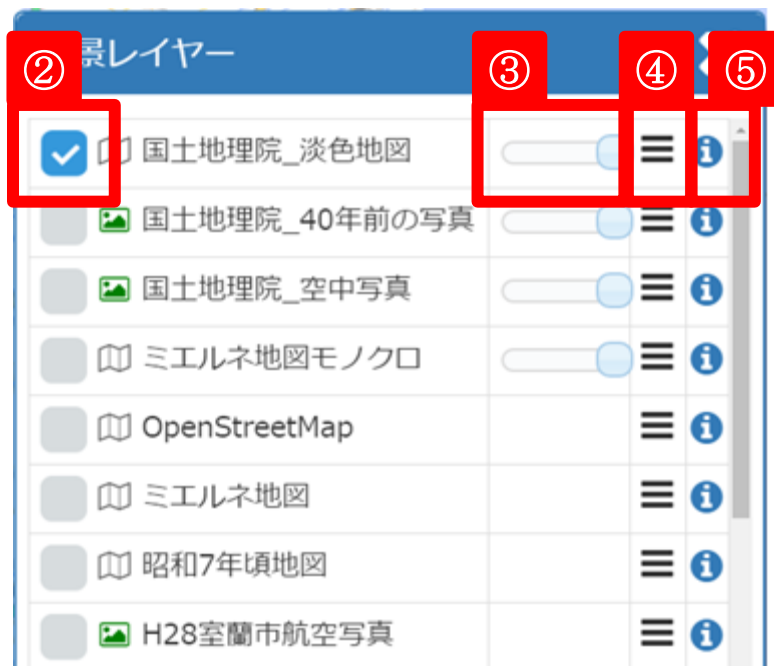 ② 景レイヤー ③ ④ ⑤
国土地理院_淡色地図
国土地理院_40年前の写真
国土地理院_空中写真
ミエルネ地図モノクロ
OpenStreetMap
ミエルネ地図
昭和7年頃地図
H28室蘭市航空写真